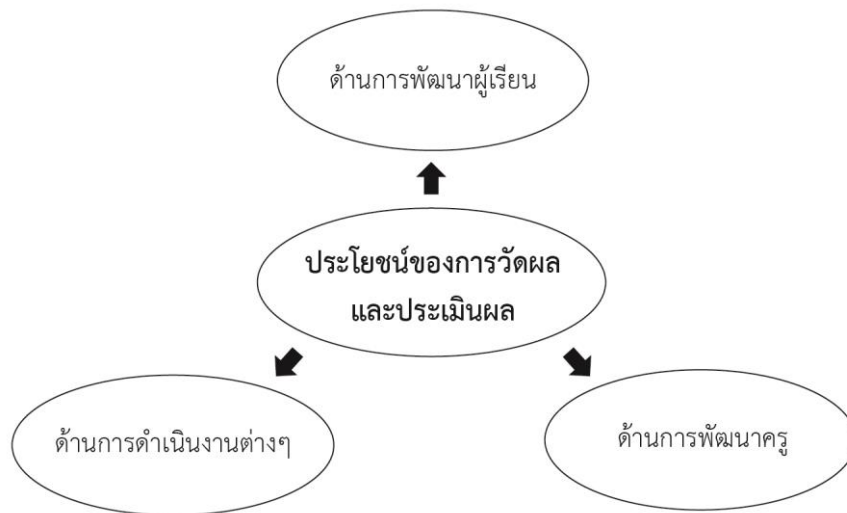 ด้านการพัฒนาผู้เรียน
ประโยชน์ของการวัดผล
และประเมินผล
ด้านการดำเนินงานต่างๆ
ด้านการพัฒนาครู